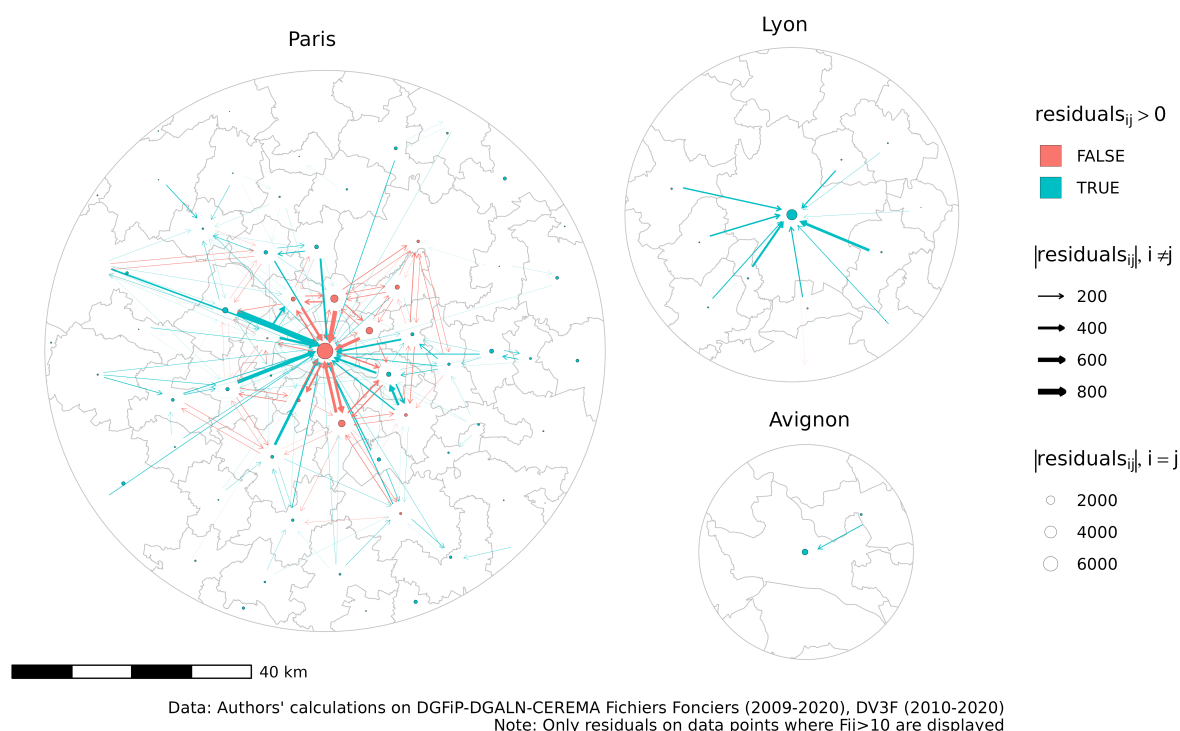 Paris
Lyon
Avignon
residuals_ij > 0
FALSE
TRUE
|residuals_ij|, i ≠ j
200
400
600
800
|residuals_ij|, i = j
2000
4000
6000
40 km
Data: Authors' calculations on DGFiP-DGALN-CEREMA Fichiers Fonciers (2009-2020), DV3F (2010-2020)
Note: Only residuals on data points where Fij>10 are displayed